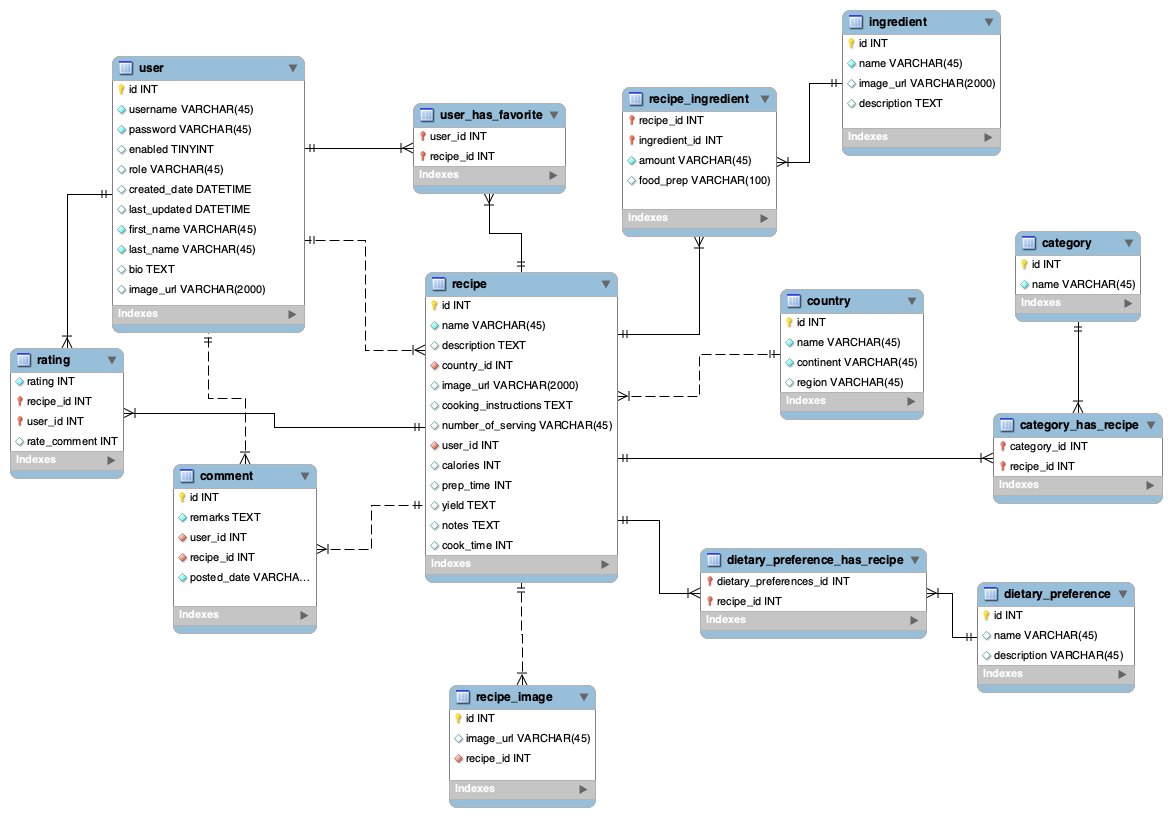 user
id INT
username VARCHAR(45)
password VARCHAR(45)
enabled TINYINT
role VARCHAR(45)
created_date DATETIME
last_updated DATETIME
first_name VARCHAR(45)
last_name VARCHAR(45)
bio TEXT
image_url VARCHAR(2000)
Indexes
user_has_favorite
user_id INT
recipe_id INT
Indexes
recipe_ingredient
recipe_id INT
ingredient_id INT
amount VARCHAR(45)
food_prep VARCHAR(100)
Indexes
ingredient
id INT
name VARCHAR(45)
image_url VARCHAR(2000)
description TEXT
Indexes
category
id INT
name VARCHAR(45)
Indexes
recipe
id INT
name VARCHAR(45)
description TEXT
country_id INT
image_url VARCHAR(2000)
cooking_instructions TEXT
number_of_serving VARCHAR(45)
user_id INT
calories INT
prep_time INT
yield TEXT
notes TEXT
cook_time INT
Indexes
country
id INT
name VARCHAR(45)
continent VARCHAR(45)
region VARCHAR(45)
Indexes
rating
rating INT
recipe_id INT
user_id INT
rate_comment INT
Indexes
category_has_recipe
category_id INT
recipe_id INT
Indexes
comment
id INT
remarks TEXT
user_id INT
recipe_id INT
posted_date VARCHA...
Indexes
dietary_preference_has_recipe
dietary_preferences_id INT
recipe_id INT
Indexes
dietary_preference
id INT
name VARCHAR(45)
description VARCHAR(45)
Indexes
recipe_image
id INT
image_url VARCHAR(45)
recipe_id INT
Indexes